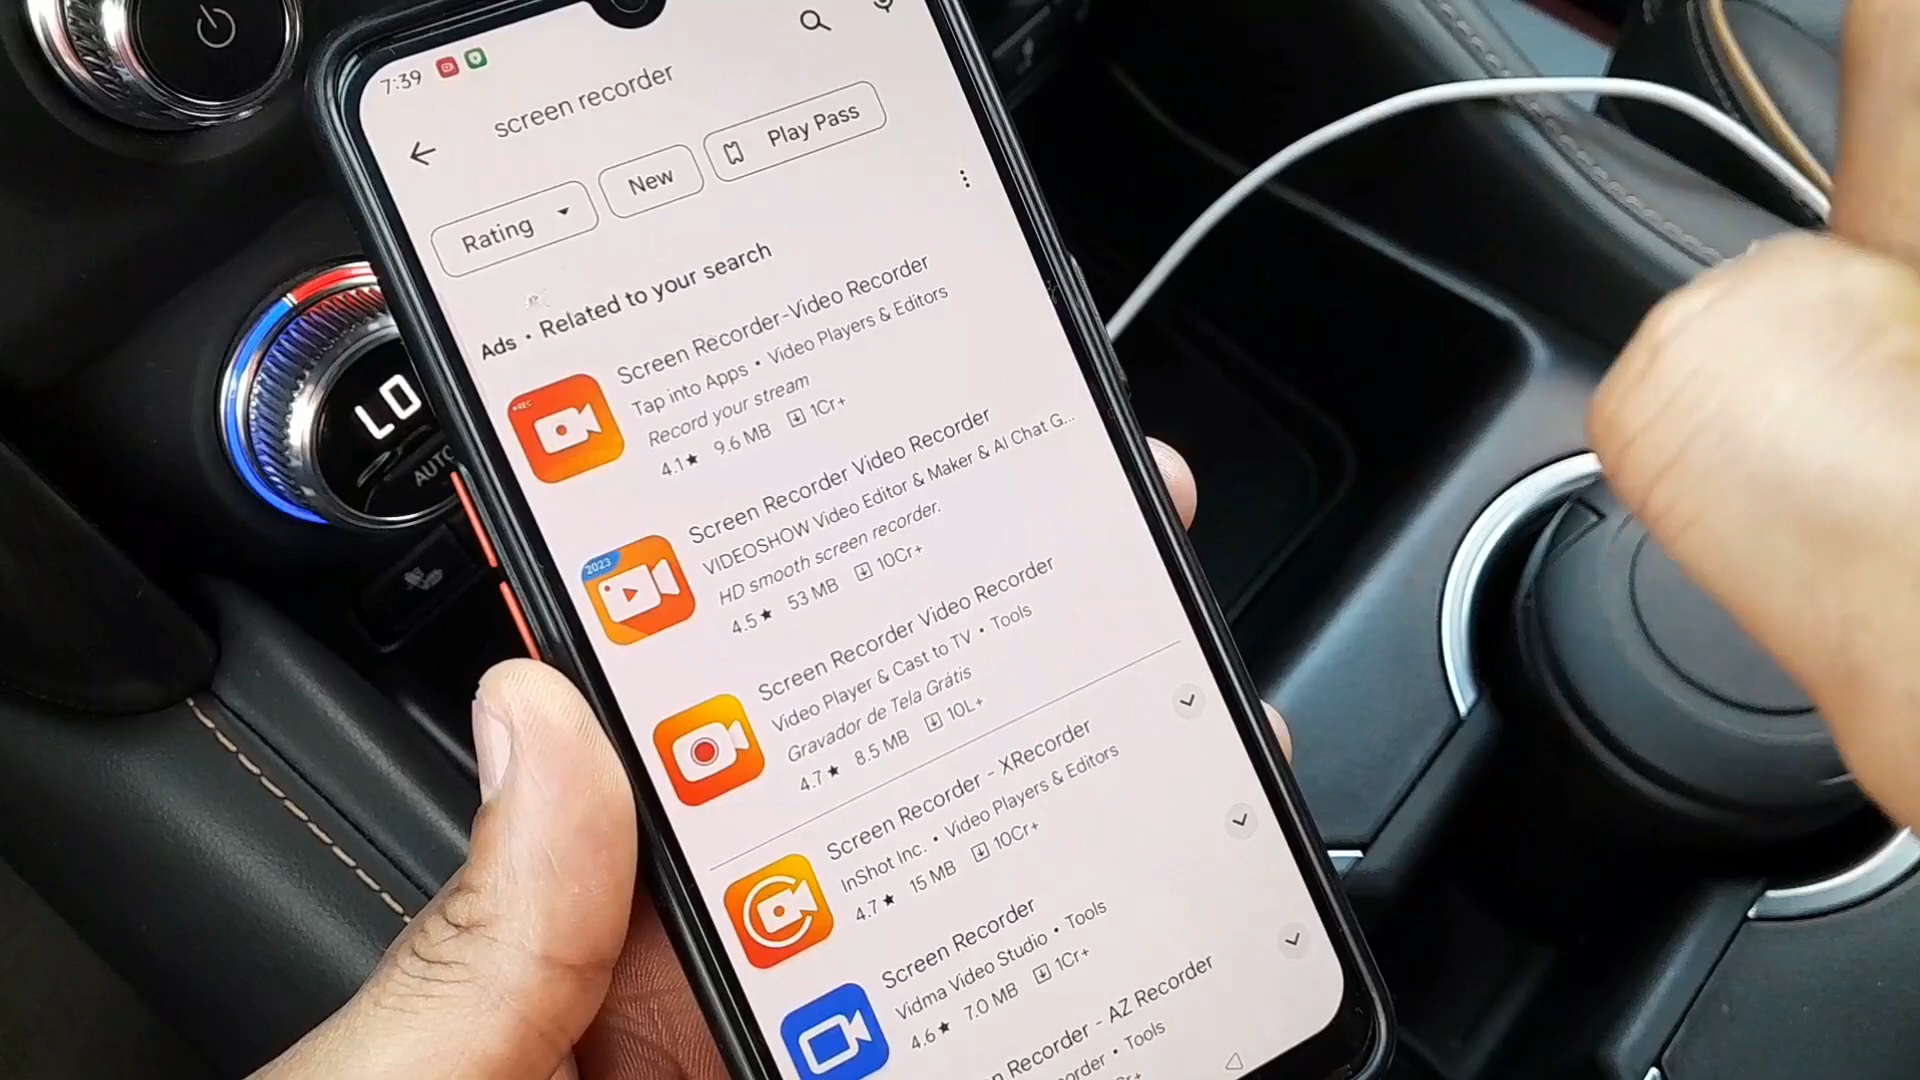 7:39
screen recorder
Rating
New
Play Pass
Ads • Related to your search
Screen Recorder-Video Recorder
Tap into Apps • Video Players & Editors
Record your stream
4.1★ 9.6 MB 1Cr+
REC
Screen Recorder Video Recorder
VIDEOSHOW Video Editor & Maker & AI Chat G...
HD smooth screen recorder.
4.5★ 53 MB 10Cr+
2023
Screen Recorder Video Recorder
Video Player & Cast to TV • Tools
Gravador de Tela Grátis
4.7★ 8.5 MB 10L+
Screen Recorder - XRecorder
InShot Inc. • Video Players & Editors
4.7★ 15 MB 10Cr+
Screen Recorder
Vidma Video Studio • Tools
4.6★ 7.0 MB 1Cr+
n Recorder - AZ Recorder
order • Tools
Cr+
LO
AUTO